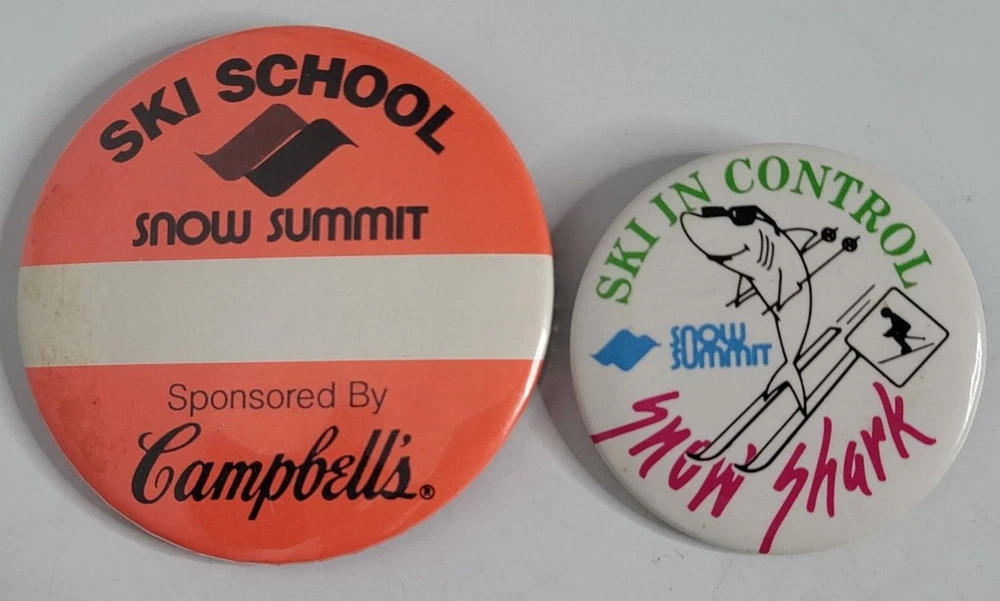 SKI SCHOOL
SNOW SUMMIT
Sponsored By
Campbell's®
SKI IN CONTROL
SNOW
SUMMIT
Snow Shark